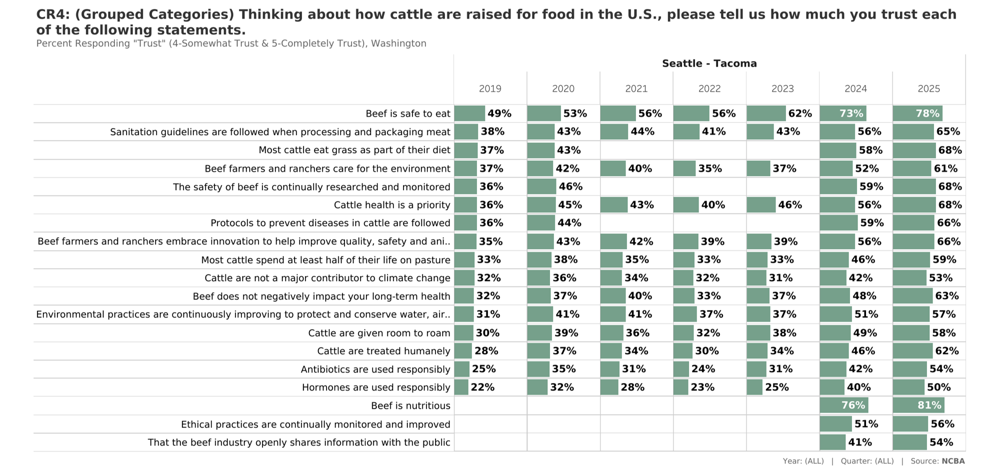 CR4: (Grouped Categories) Thinking about how cattle are raised for food in the U.S., please tell us how much you trust each
of the following statements.
Percent Responding "Trust" (4-Somewhat Trust & 5-Completely Trust), Washington
Seattle - Tacoma
2019 2020 2021 2022 2023 2024 2025
Beef is safe to eat 49% 53% 56% 56% 62% 73% 78%
Sanitation guidelines are followed when processing and packaging meat 38% 43% 44% 41% 43% 56% 65%
Most cattle eat grass as part of their diet 37% 43% 58% 68%
Beef farmers and ranchers care for the environment 37% 42% 40% 35% 37% 52% 61%
The safety of beef is continually researched and monitored 36% 46% 59% 68%
Cattle health is a priority 36% 45% 43% 40% 46% 56% 68%
Protocols to prevent diseases in cattle are followed 36% 44% 59% 66%
Beef farmers and ranchers embrace innovation to help improve quality, safety and ani.. 35% 43% 42% 39% 39% 56% 66%
Most cattle spend at least half of their life on pasture 33% 38% 35% 33% 33% 46% 59%
Cattle are not a major contributor to climate change 32% 36% 34% 32% 31% 42% 53%
Beef does not negatively impact your long-term health 32% 37% 40% 33% 37% 48% 63%
Environmental practices are continuously improving to protect and conserve water, air.. 31% 41% 41% 37% 37% 51% 57%
Cattle are given room to roam 30% 39% 36% 32% 38% 49% 58%
Cattle are treated humanely 28% 37% 34% 30% 34% 46% 62%
Antibiotics are used responsibly 25% 35% 31% 24% 31% 42% 54%
Hormones are used responsibly 22% 32% 28% 23% 25% 40% 50%
Beef is nutritious 76% 81%
Ethical practices are continually monitored and improved 51% 56%
That the beef industry openly shares information with the public 41% 54%
Year: (ALL) | Quarter: (ALL) | Source: NCBA